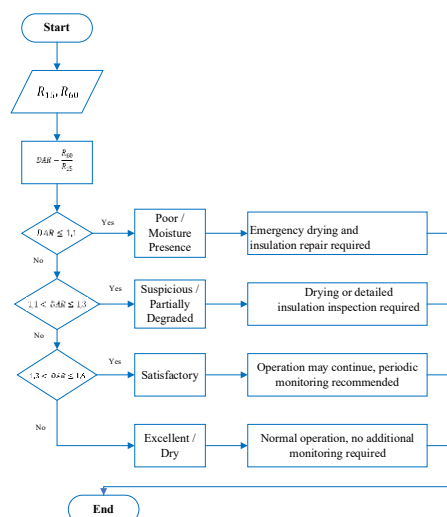 Start
R₁₅, R₆₀
DAR = R₆₀/R₁₅
DAR ≤ 1,1
Yes
Poor /
Moisture
Presence
Emergency drying and
insulation repair required
No
1,1 < DAR ≤ 1,3
Yes
Suspicious /
Partially
Degraded
Drying or detailed
insulation inspection required
No
1,3 < DAR ≤ 1,6
Yes
Satisfactory
Operation may continue, periodic
monitoring recommended
No
Excellent /
Dry
Normal operation, no additional
monitoring required
End